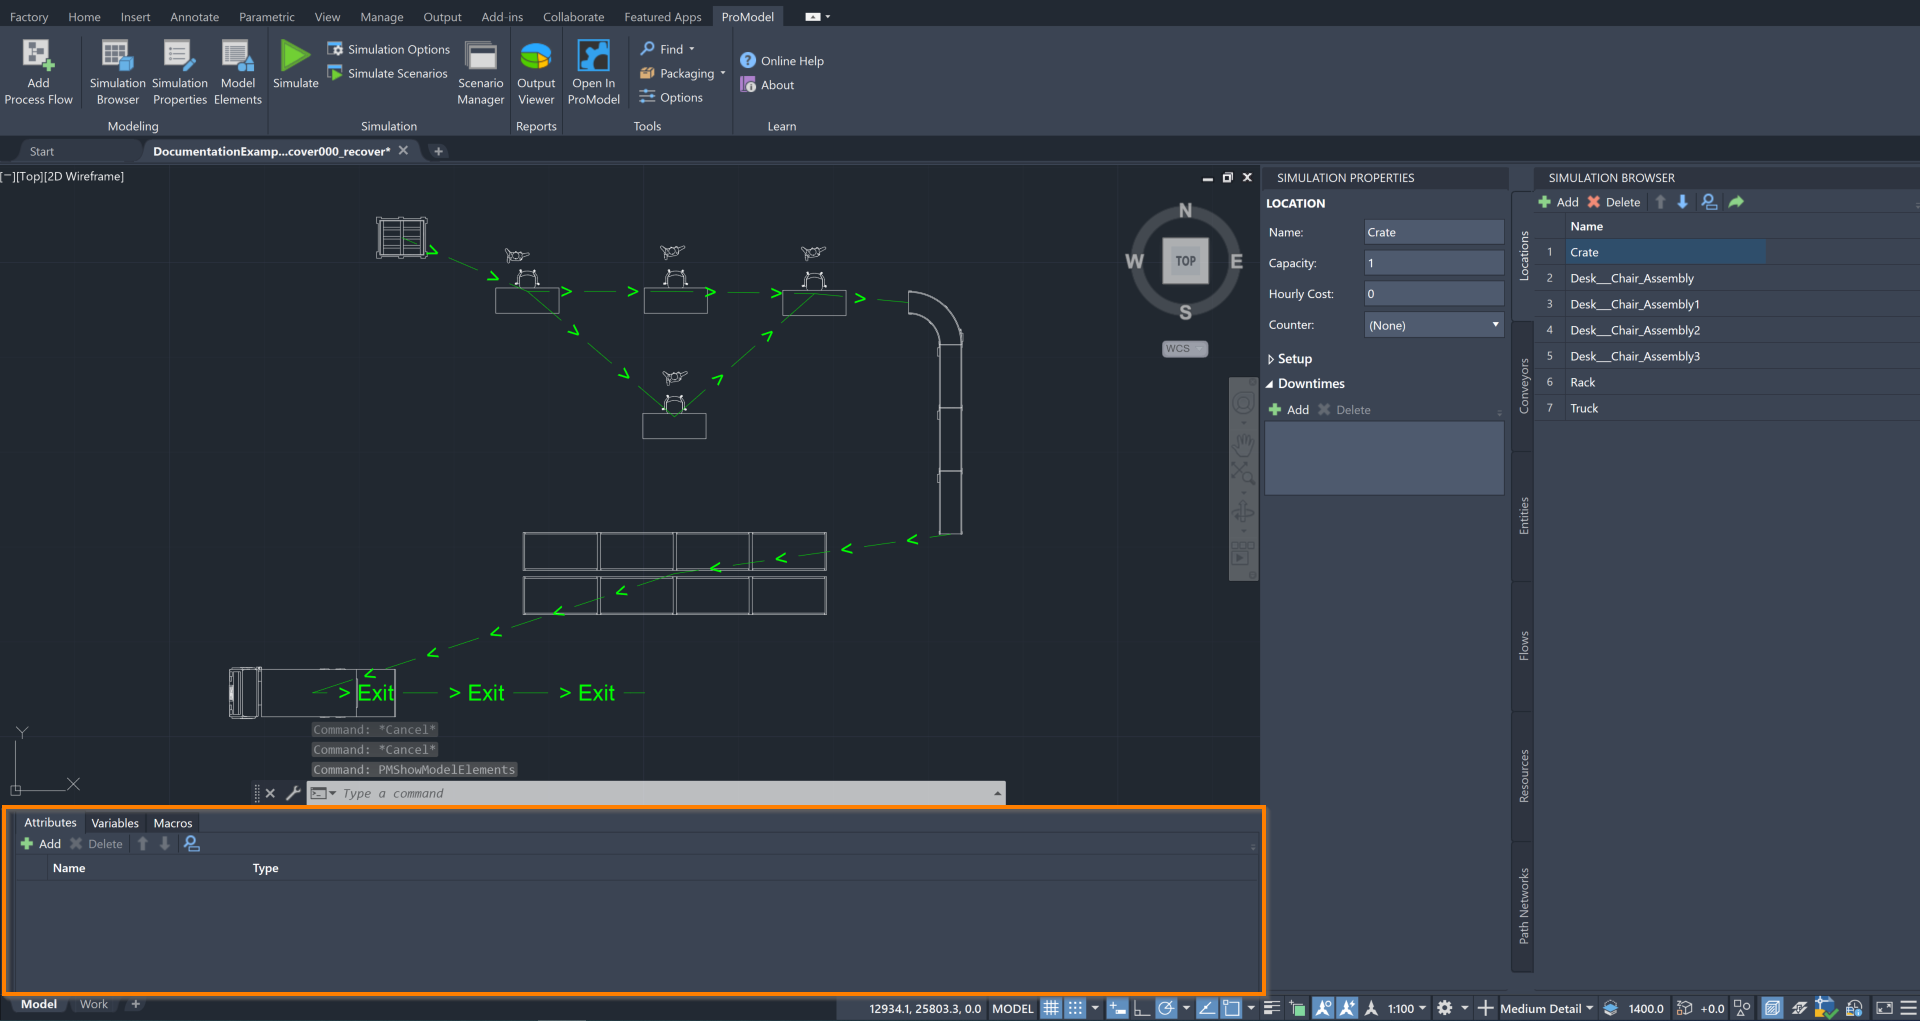 Factory Home Insert Annotate Parametric View Manage Output Add-ins Collaborate Featured Apps ProModel
Add Process Flow
Simulation Browser
Simulation Properties
Model Elements
Modeling
Simulate
Simulation Options
Simulate Scenarios
Scenario Manager
Simulation
Output Viewer
Reports
Open In ProModel
Find
Packaging
Options
Tools
Online Help
About
Learn
Start
DocumentationExamp...cover000_recover*
[−][Top][2D Wireframe]
N
W TOP E
S
WCS
> Exit > Exit > Exit
Y
X
Command: *Cancel*
Command: *Cancel*
Command: PMShowModelElements
Type a command
SIMULATION PROPERTIES
LOCATION
Name: Crate
Capacity: 1
Hourly Cost: 0
Counter: (None)
Setup
Downtimes
Add Delete
Locations
Conveyors
Entities
Flows
Resources
Path Networks
SIMULATION BROWSER
Add Delete
Name
1 Crate
2 Desk__Chair_Assembly
3 Desk__Chair_Assembly1
4 Desk__Chair_Assembly2
5 Desk__Chair_Assembly3
6 Rack
7 Truck
Attributes Variables Macros
Add Delete
Name Type
Model Work +
12934.1, 25803.3, 0.0 MODEL 1:100 Medium Detail 1400.0 +0.0